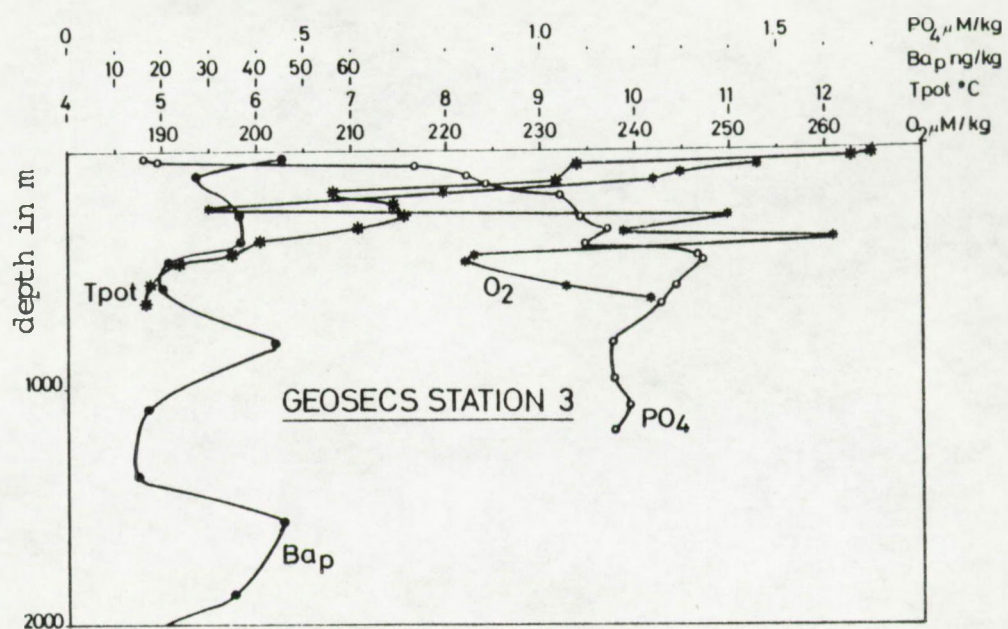 0 .5 1.0 1.5 PO₄ μM/kg
10 20 30 40 50 60 Baₚ ng/kg
4 5 6 7 8 9 10 11 12 Tpot °C
190 200 210 220 230 240 250 260 O₂ μM/kg
depth in m
Tpot
O₂
1000
GEOSECS STATION 3
PO₄
Baₚ
2000